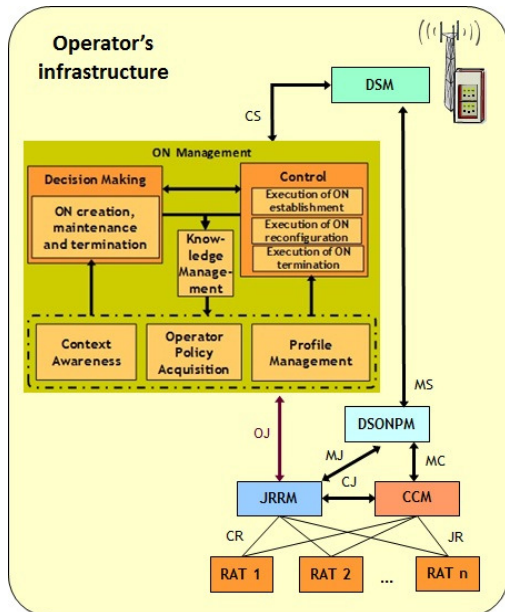 Operator's
infrastructure
DSM
CS
ON Management
Decision Making
Control
ON creation,
maintenance
and termination
Execution of ON
establishment
Execution of ON
reconfiguration
Execution of ON
termination
Know-
ledge
Manage-
ment
Context
Awareness
Operator
Policy
Acquisition
Profile
Management
MS
DSONPM
OJ
MJ
MC
CJ
JRRM
CCM
CR
JR
RAT 1
RAT 2
...
RAT n